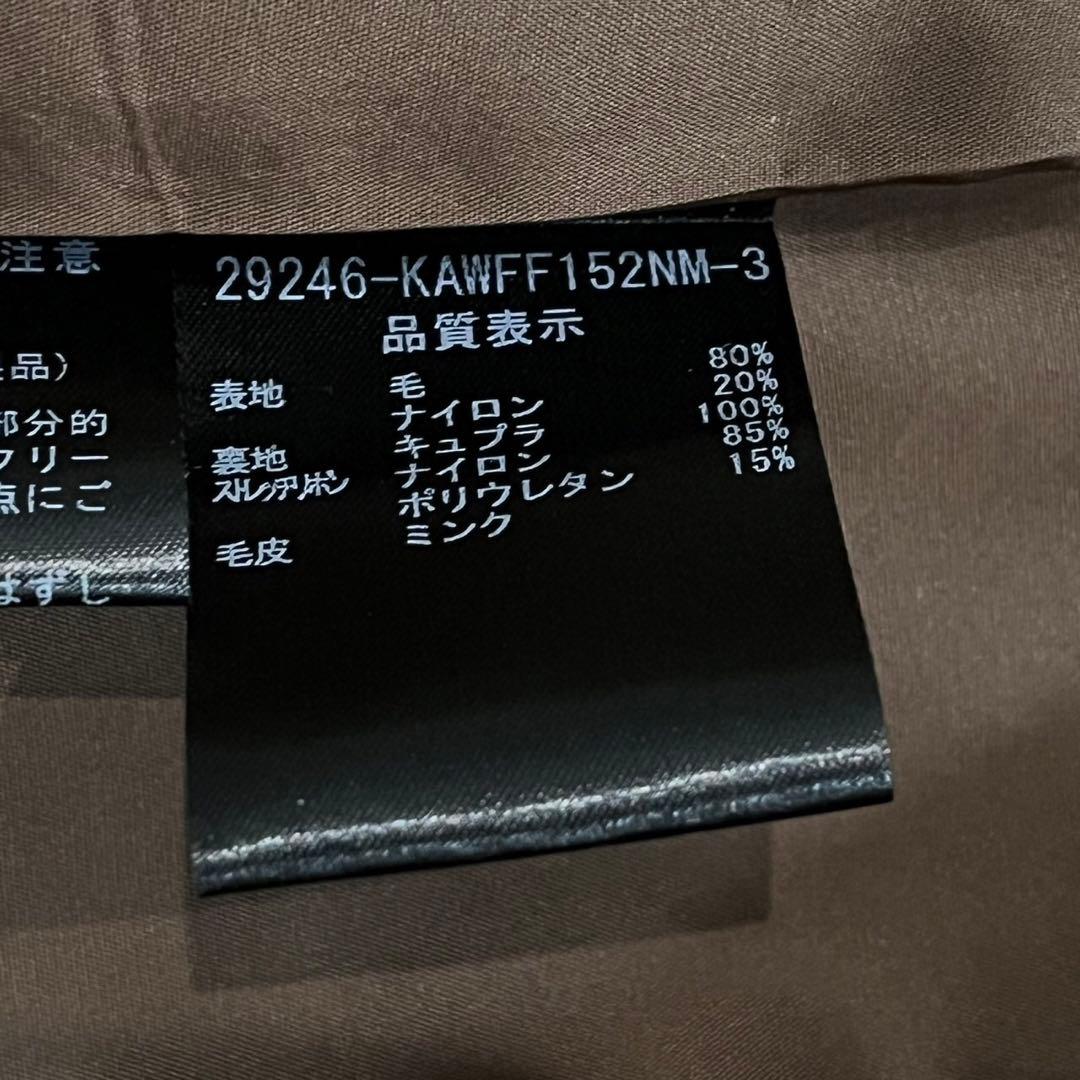 注意
品)
部分的
クリー
点にご
はずし
29246-KAWFF152NM-3
品質表示
表地 毛 80%
ナイロン 20%
裏地 キュプラ 100%
ストレッチリボン ナイロン 85%
ポリウレタン 15%
毛皮 ミンク